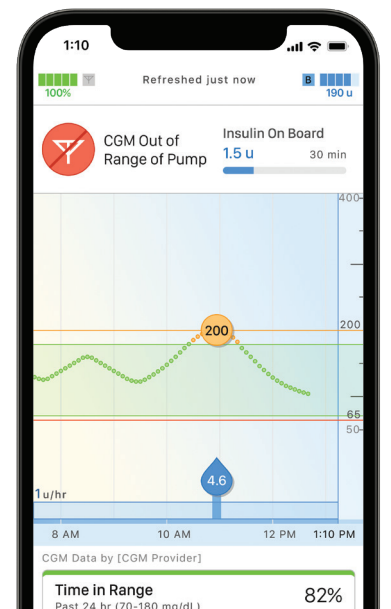 1:10
Refreshed just now
B
100%
190 u
CGM Out of
Range of Pump
Insulin On Board
1.5 u
30 min
400
200
200
65
50
4.6
1u/hr
8 AM
10 AM
12 PM
1:10 PM
CGM Data by [CGM Provider]
Time in Range
82%
Past 24 hr (70-180 mg/dL)